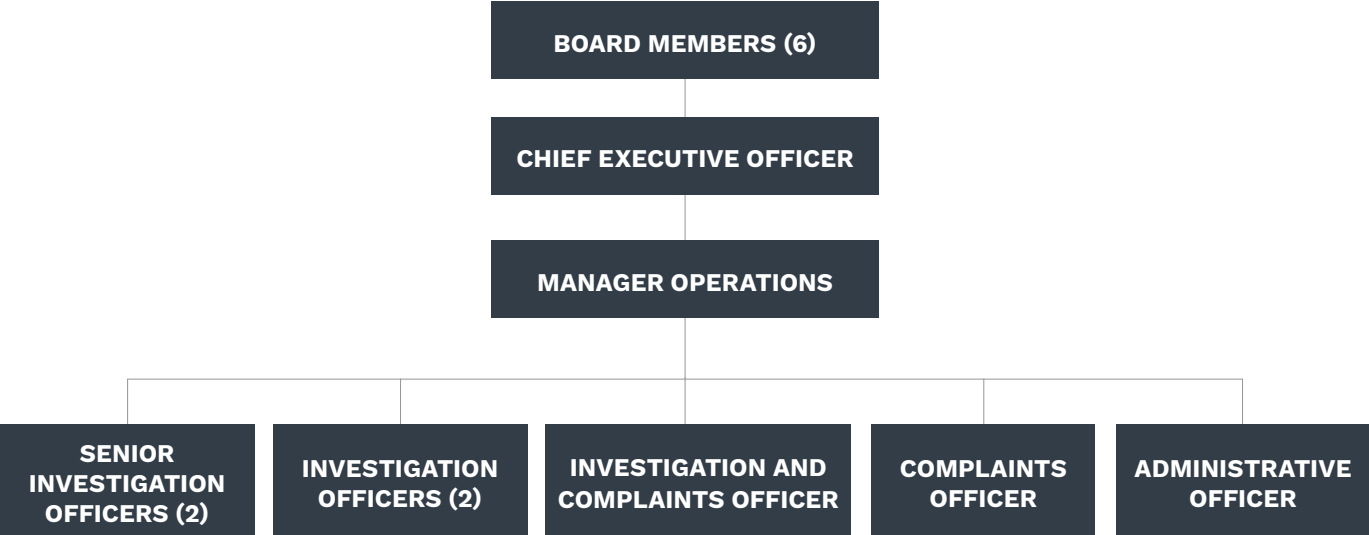 BOARD MEMBERS (6)
CHIEF EXECUTIVE OFFICER
MANAGER OPERATIONS
SENIOR
INVESTIGATION
OFFICERS (2)
INVESTIGATION
OFFICERS (2)
INVESTIGATION AND
COMPLAINTS OFFICER
COMPLAINTS
OFFICER
ADMINISTRATIVE
OFFICER